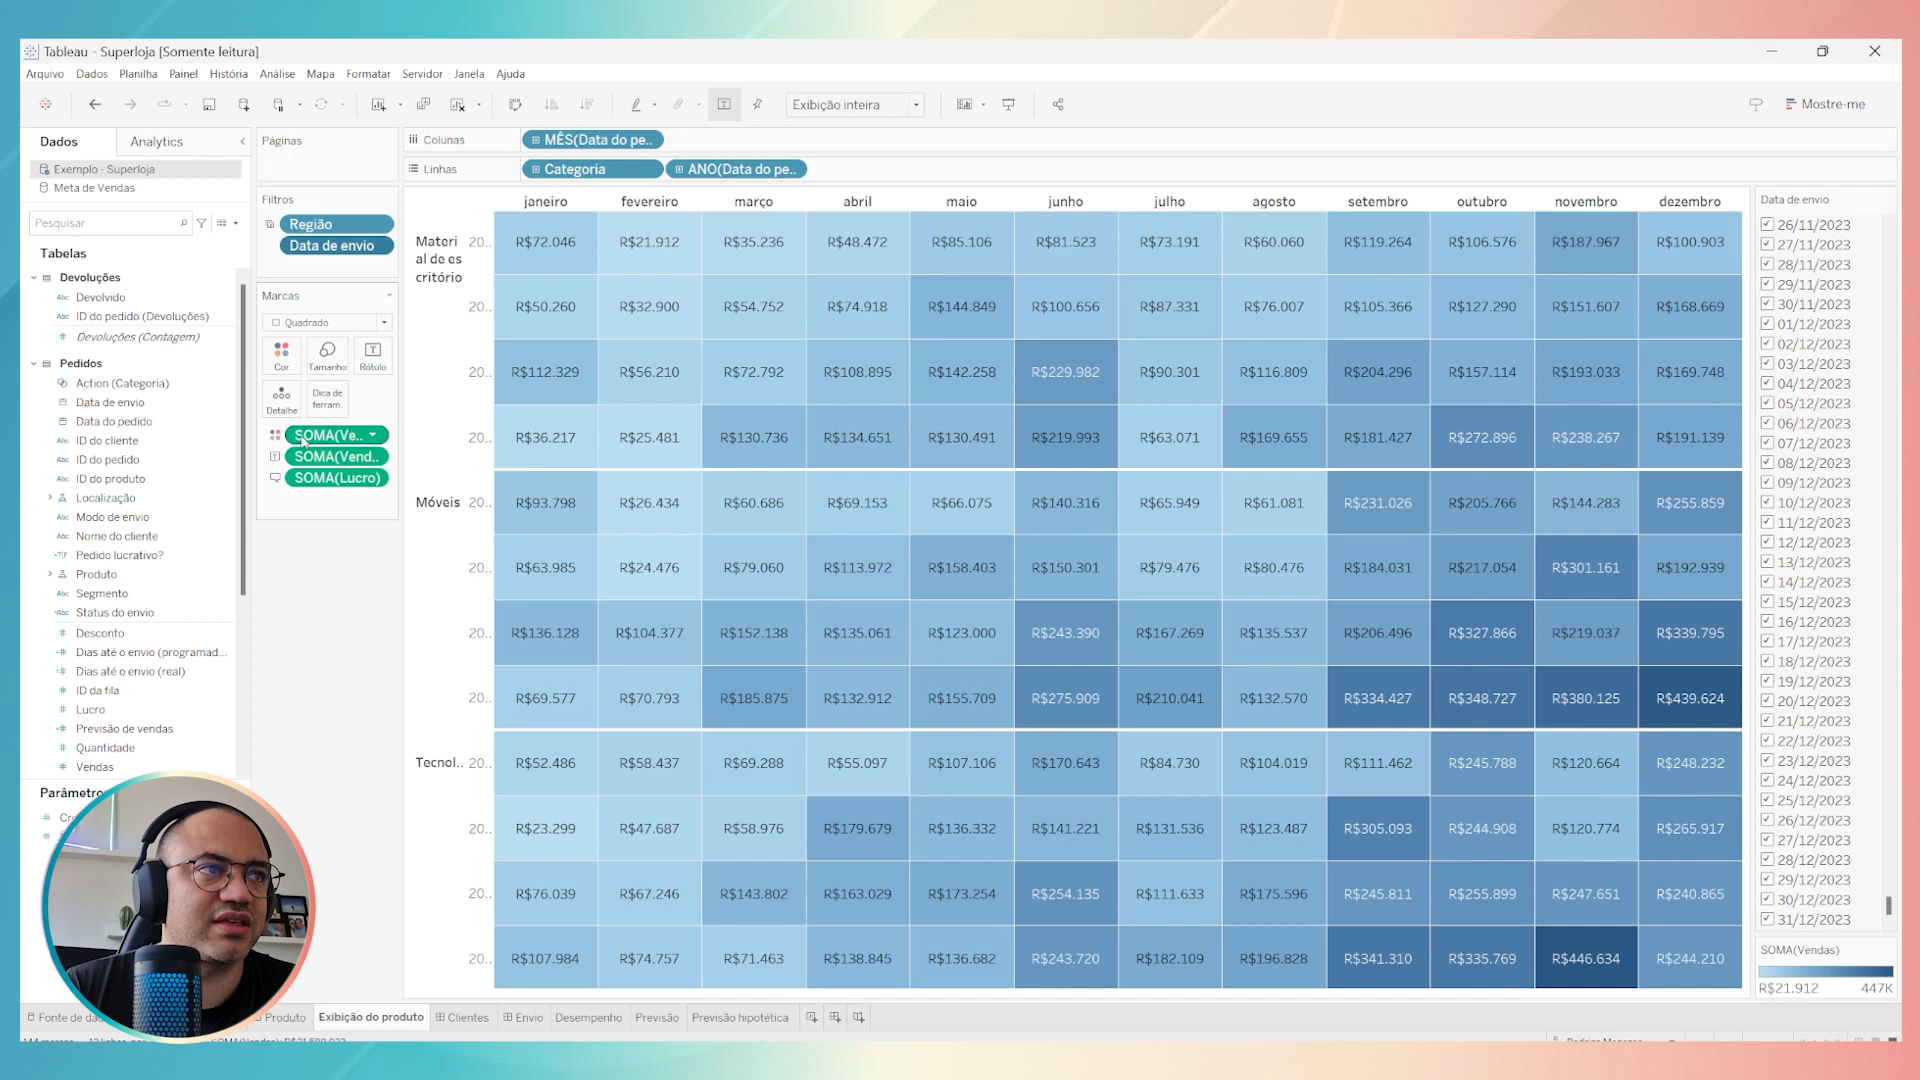 Tableau - Superloja [Somente leitura]
Arquivo Dados Planilha Painel História Análise Mapa Formatar Servidor Janela Ajuda
Exibição inteira
Mostre-me
Dados Analytics
Exemplo - Superloja
Meta de Vendas
Pesquisar
Tabelas
Devoluções
Abc Devolvido
Abc ID do pedido (Devoluções)
# Devoluções (Contagem)
Pedidos
Action (Categoria)
Data de envio
Data do pedido
Abc ID do cliente
Abc ID do pedido
Abc ID do produto
Localização
Abc Modo de envio
Abc Nome do cliente
Pedido lucrativo?
Produto
Abc Segmento
Abc Status do envio
# Desconto
# Dias até o envio (programad...
# Dias até o envio (real)
# ID da fila
# Lucro
# Previsão de vendas
# Quantidade
# Vendas
Páginas
Filtros
Região
Data de envio
Marcas
Quadrado
Cor Tamanho Rótulo
Detalhe Dica de ferram.
SOMA(Ve..
SOMA(Vend..
SOMA(Lucro)
Colunas MÊS(Data do pe..
Linhas Categoria ANO(Data do pe..
janeiro fevereiro março abril maio junho julho agosto setembro outubro novembro dezembro
Materi
al de es
critório
20.. R$72.046 R$21.912 R$35.236 R$48.472 R$85.106 R$81.523 R$73.191 R$60.060 R$119.264 R$106.576 R$187.967 R$100.903
20.. R$50.260 R$32.900 R$54.752 R$74.918 R$144.849 R$100.656 R$87.331 R$76.007 R$105.366 R$127.290 R$151.607 R$168.669
20.. R$112.329 R$56.210 R$72.792 R$108.895 R$142.258 R$229.982 R$90.301 R$116.809 R$204.296 R$157.114 R$193.033 R$169.748
20.. R$36.217 R$25.481 R$130.736 R$134.651 R$130.491 R$219.993 R$63.071 R$169.655 R$181.427 R$272.896 R$238.267 R$191.139
Móveis 20.. R$93.798 R$26.434 R$60.686 R$69.153 R$66.075 R$140.316 R$65.949 R$61.081 R$231.026 R$205.766 R$144.283 R$255.859
20.. R$63.985 R$24.476 R$79.060 R$113.972 R$158.403 R$150.301 R$79.476 R$80.476 R$184.031 R$217.054 R$301.161 R$192.939
20.. R$136.128 R$104.377 R$152.138 R$135.061 R$123.000 R$243.390 R$167.269 R$135.537 R$206.496 R$327.866 R$219.037 R$339.795
20.. R$69.577 R$70.793 R$185.875 R$132.912 R$155.709 R$275.909 R$210.041 R$132.570 R$334.427 R$348.727 R$380.125 R$439.624
Tecnol.. 20.. R$52.486 R$58.437 R$69.288 R$55.097 R$107.106 R$170.643 R$84.730 R$104.019 R$111.462 R$245.788 R$120.664 R$248.232
20.. R$23.299 R$47.687 R$58.976 R$179.679 R$136.332 R$141.221 R$131.536 R$123.487 R$305.093 R$244.908 R$120.774 R$265.917
20.. R$76.039 R$67.246 R$143.802 R$163.029 R$173.254 R$254.135 R$111.633 R$175.596 R$245.811 R$255.899 R$247.651 R$240.865
20.. R$107.984 R$74.757 R$71.463 R$138.845 R$136.682 R$243.720 R$182.109 R$196.828 R$341.310 R$335.769 R$446.634 R$244.210
Data de envio
26/11/2023
27/11/2023
28/11/2023
29/11/2023
30/11/2023
01/12/2023
02/12/2023
03/12/2023
04/12/2023
05/12/2023
06/12/2023
07/12/2023
08/12/2023
09/12/2023
10/12/2023
11/12/2023
12/12/2023
13/12/2023
14/12/2023
15/12/2023
16/12/2023
17/12/2023
18/12/2023
19/12/2023
20/12/2023
21/12/2023
22/12/2023
23/12/2023
24/12/2023
25/12/2023
26/12/2023
27/12/2023
28/12/2023
29/12/2023
30/12/2023
31/12/2023
SOMA(Vendas)
R$21.912 447K
Fonte de Produto Exibição do produto Clientes Envio Desempenho Previsão Previsão hipotética